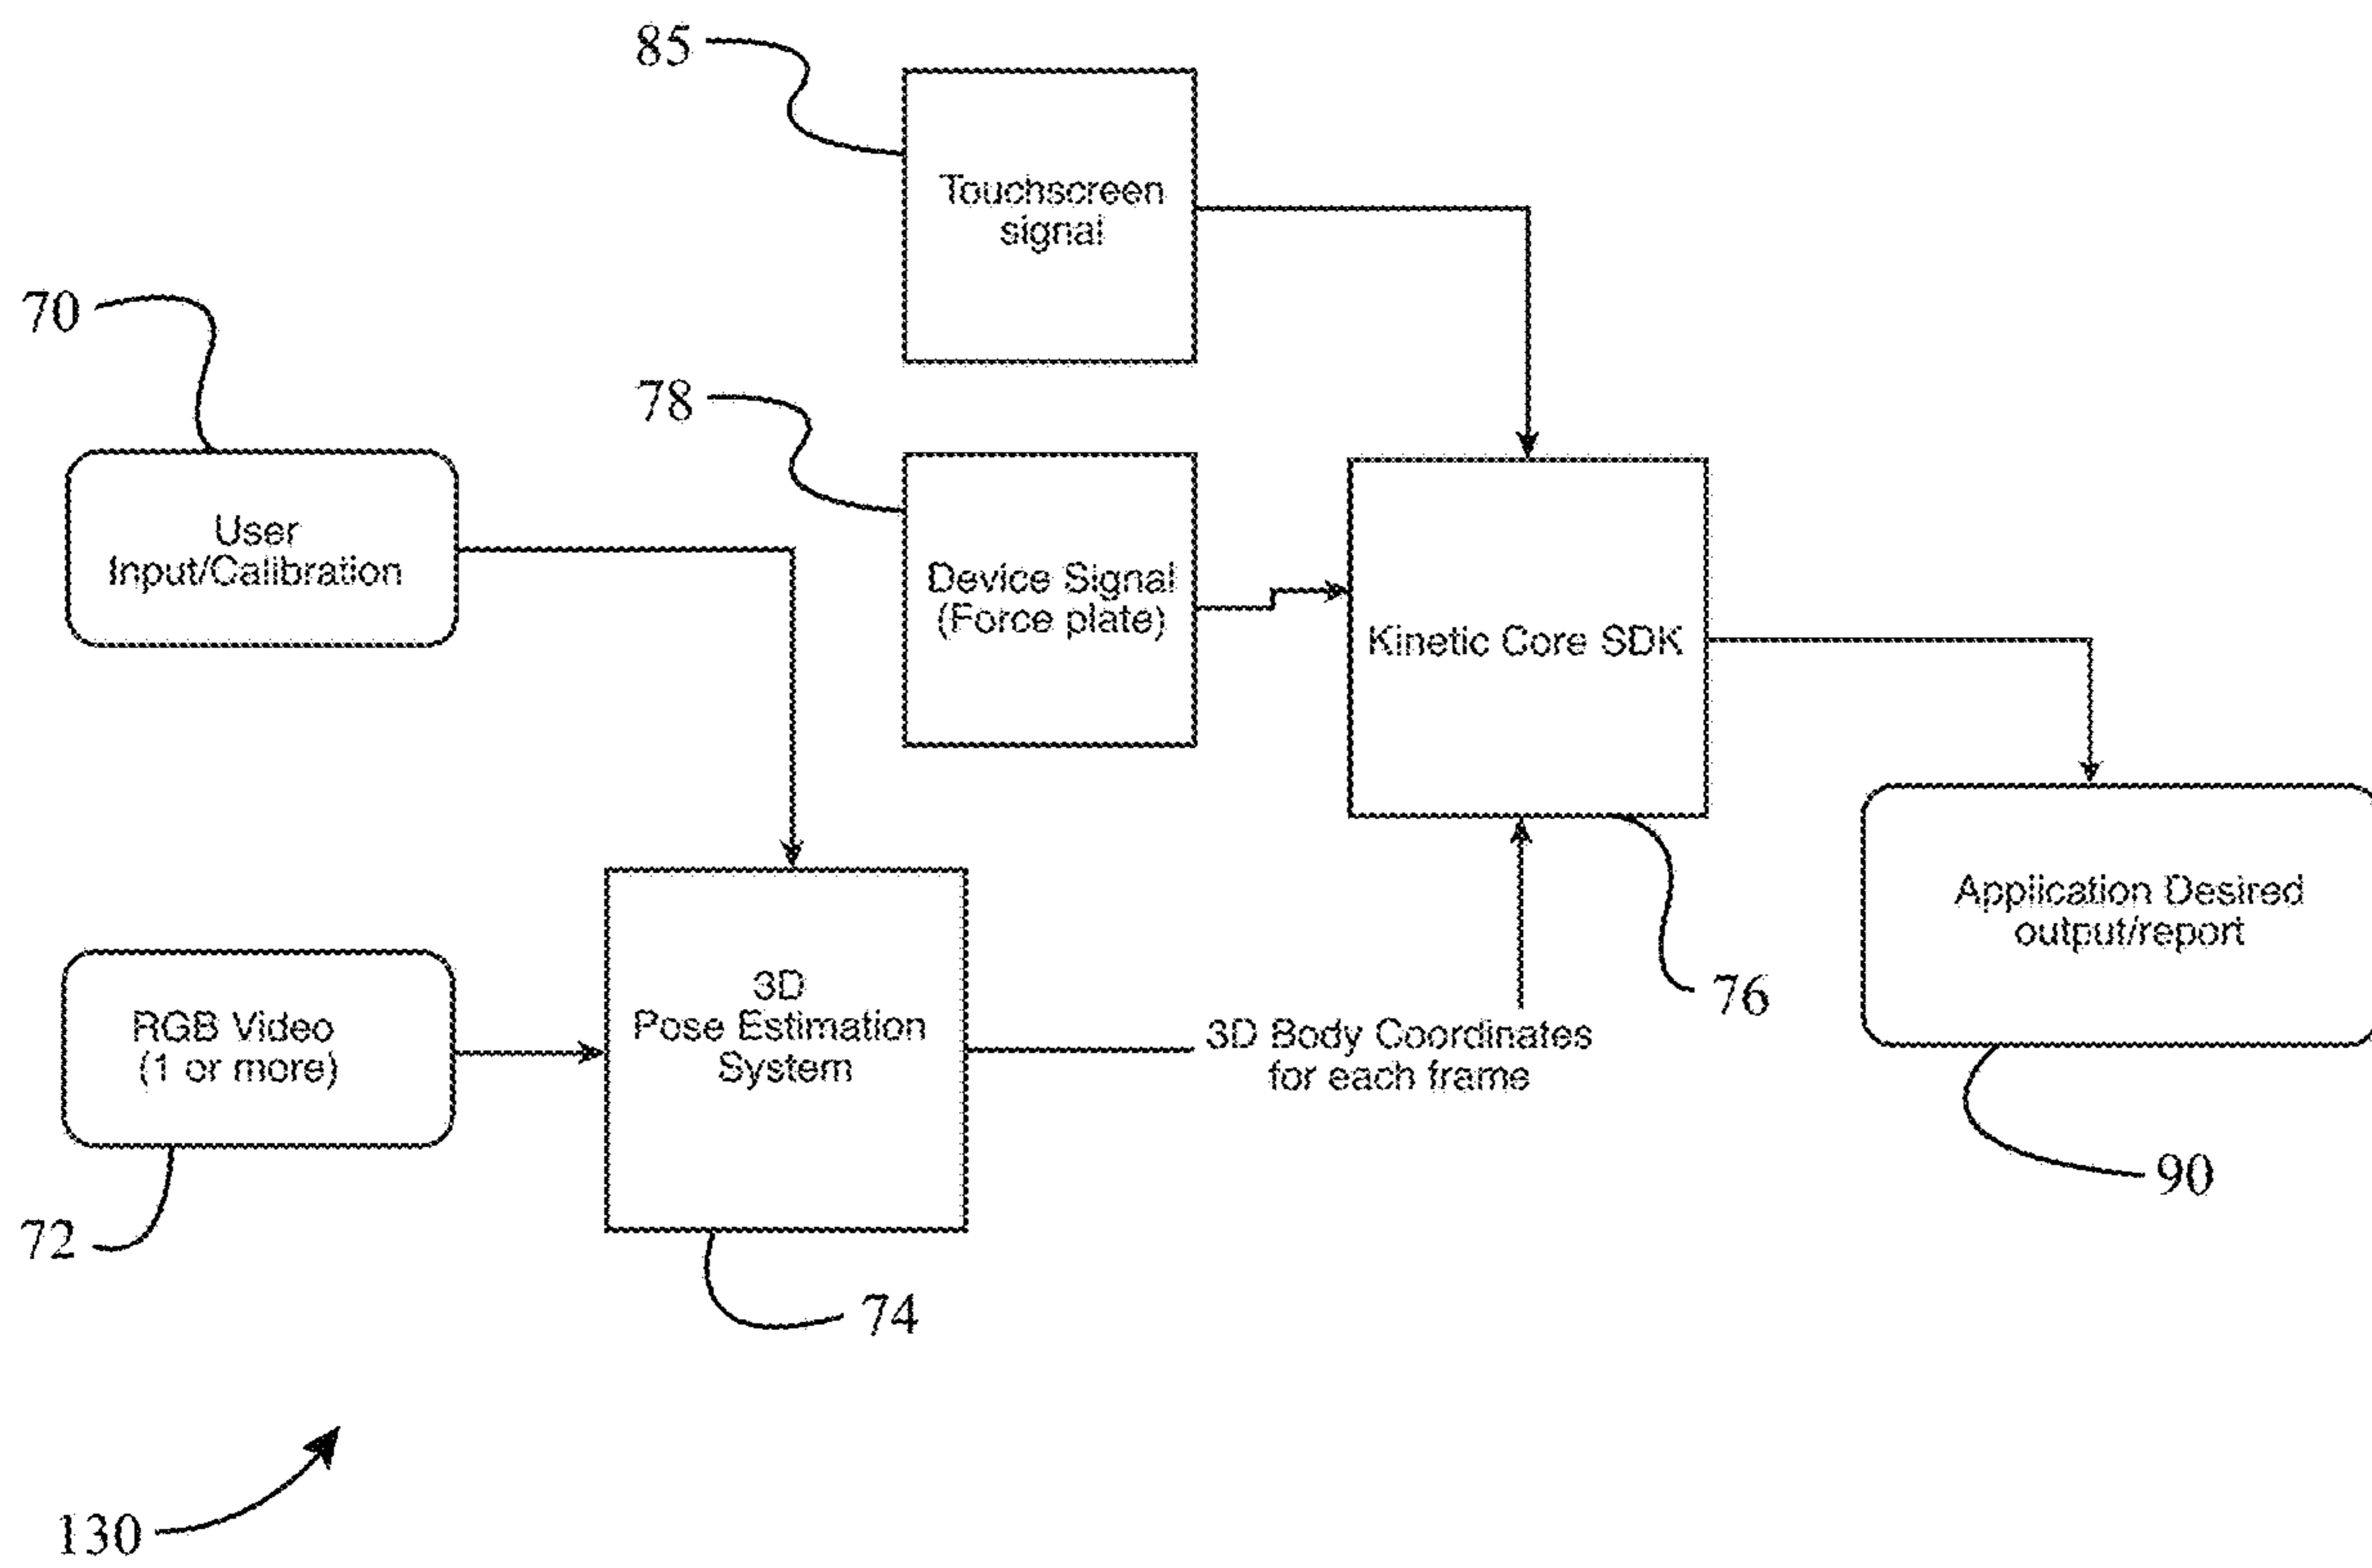 85
Touchscreen
signal
70
78
User
Input/Calibration
Device Signal
(Force plate)
Kinetic Core SDK
Application Desired
output/report
76
3D
Pose Estimation
System
RGB Video
(1 or more)
3D Body Coordinates
for each frame
90
72
74
130